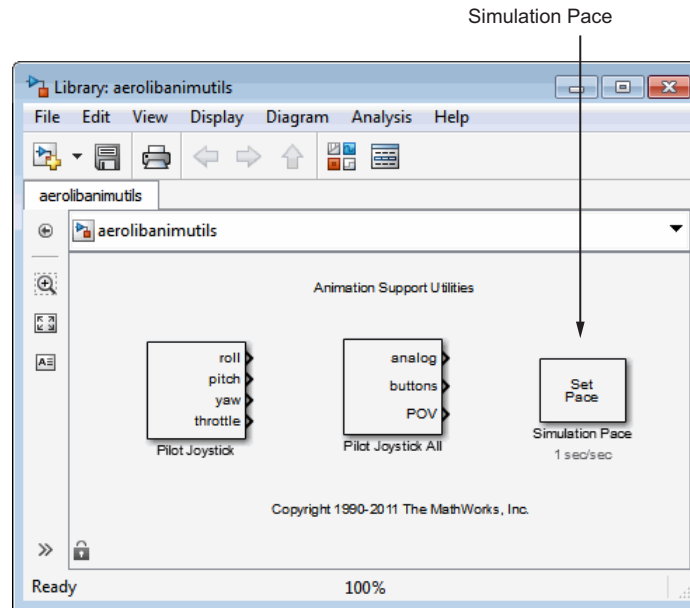 Simulation Pace
Library: aerolibanimutils
File Edit View Display Diagram Analysis Help
aerolibanimutils
aerolibanimutils
Animation Support Utilities
roll
pitch
yaw
throttle
Pilot Joystick
analog
buttons
POV
Pilot Joystick All
Set
Pace
Simulation Pace
1 sec/sec
Copyright 1990-2011 The MathWorks, Inc.
Ready 100%